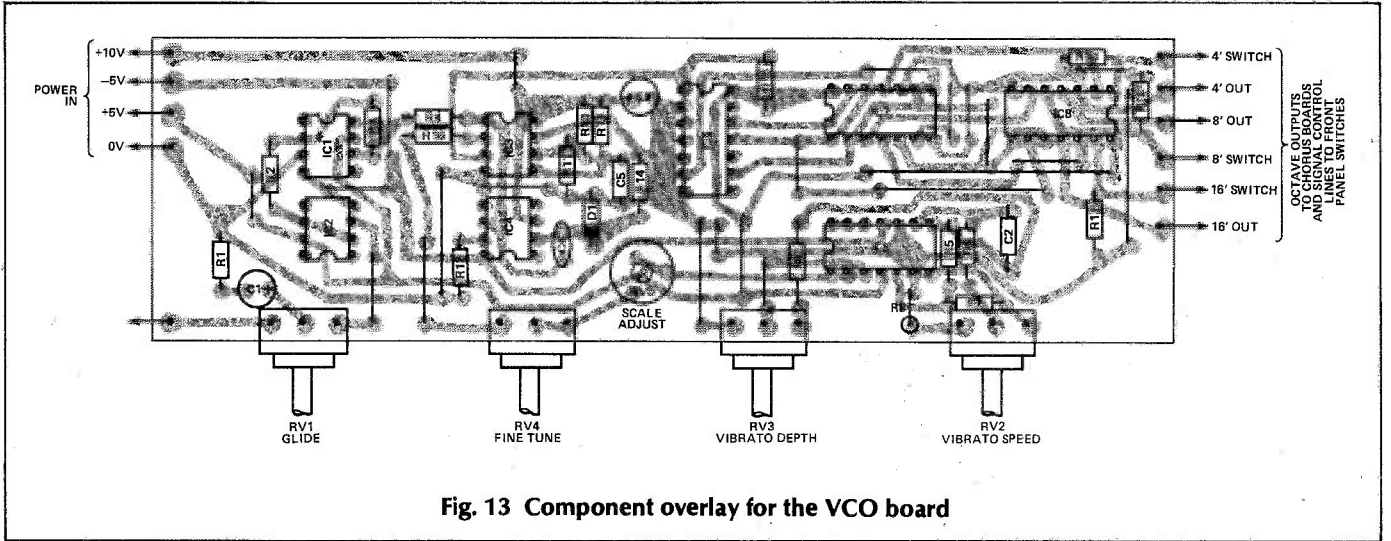 POWER IN
+10V
–5V
+5V
0V
4' SWITCH
4' OUT
8' OUT
8' SWITCH
16' SWITCH
16' OUT
OCTAVE OUTPUTS
TO CHORUS BOARDS
AND SIGNAL CONTROL
LINES TO FRONT
PANEL SWITCHES
IC1
IC3
IC8
C5
14
D1
IC4
R1
C1
C2
SCALE
ADJUST
RV1
GLIDE
RV4
FINE TUNE
RV3
VIBRATO DEPTH
RV2
VIBRATO SPEED
Fig. 13 Component overlay for the VCO board